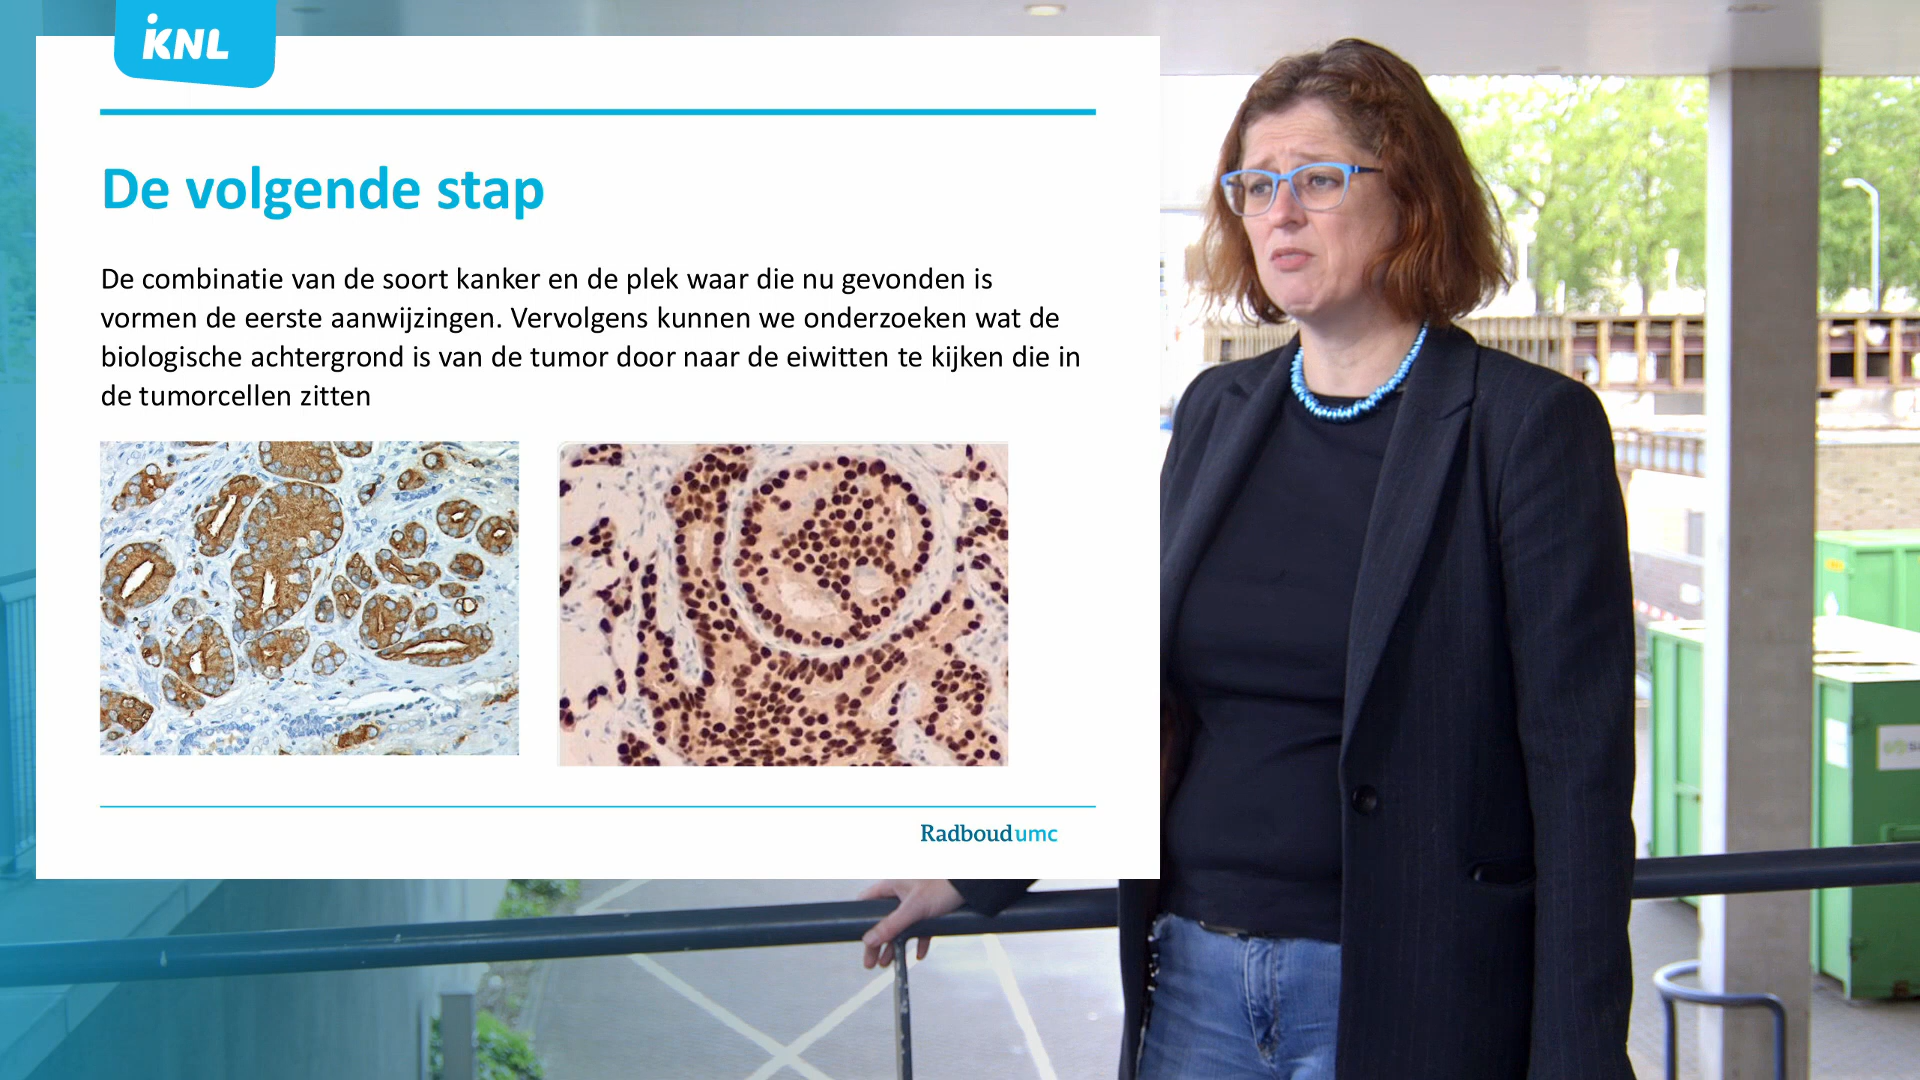 iKNL
De volgende stap
De combinatie van de soort kanker en de plek waar die nu gevonden is
vormen de eerste aanwijzingen. Vervolgens kunnen we onderzoeken wat de
biologische achtergrond is van de tumor door naar de eiwitten te kijken die in
de tumorcellen zitten
Radboudumc